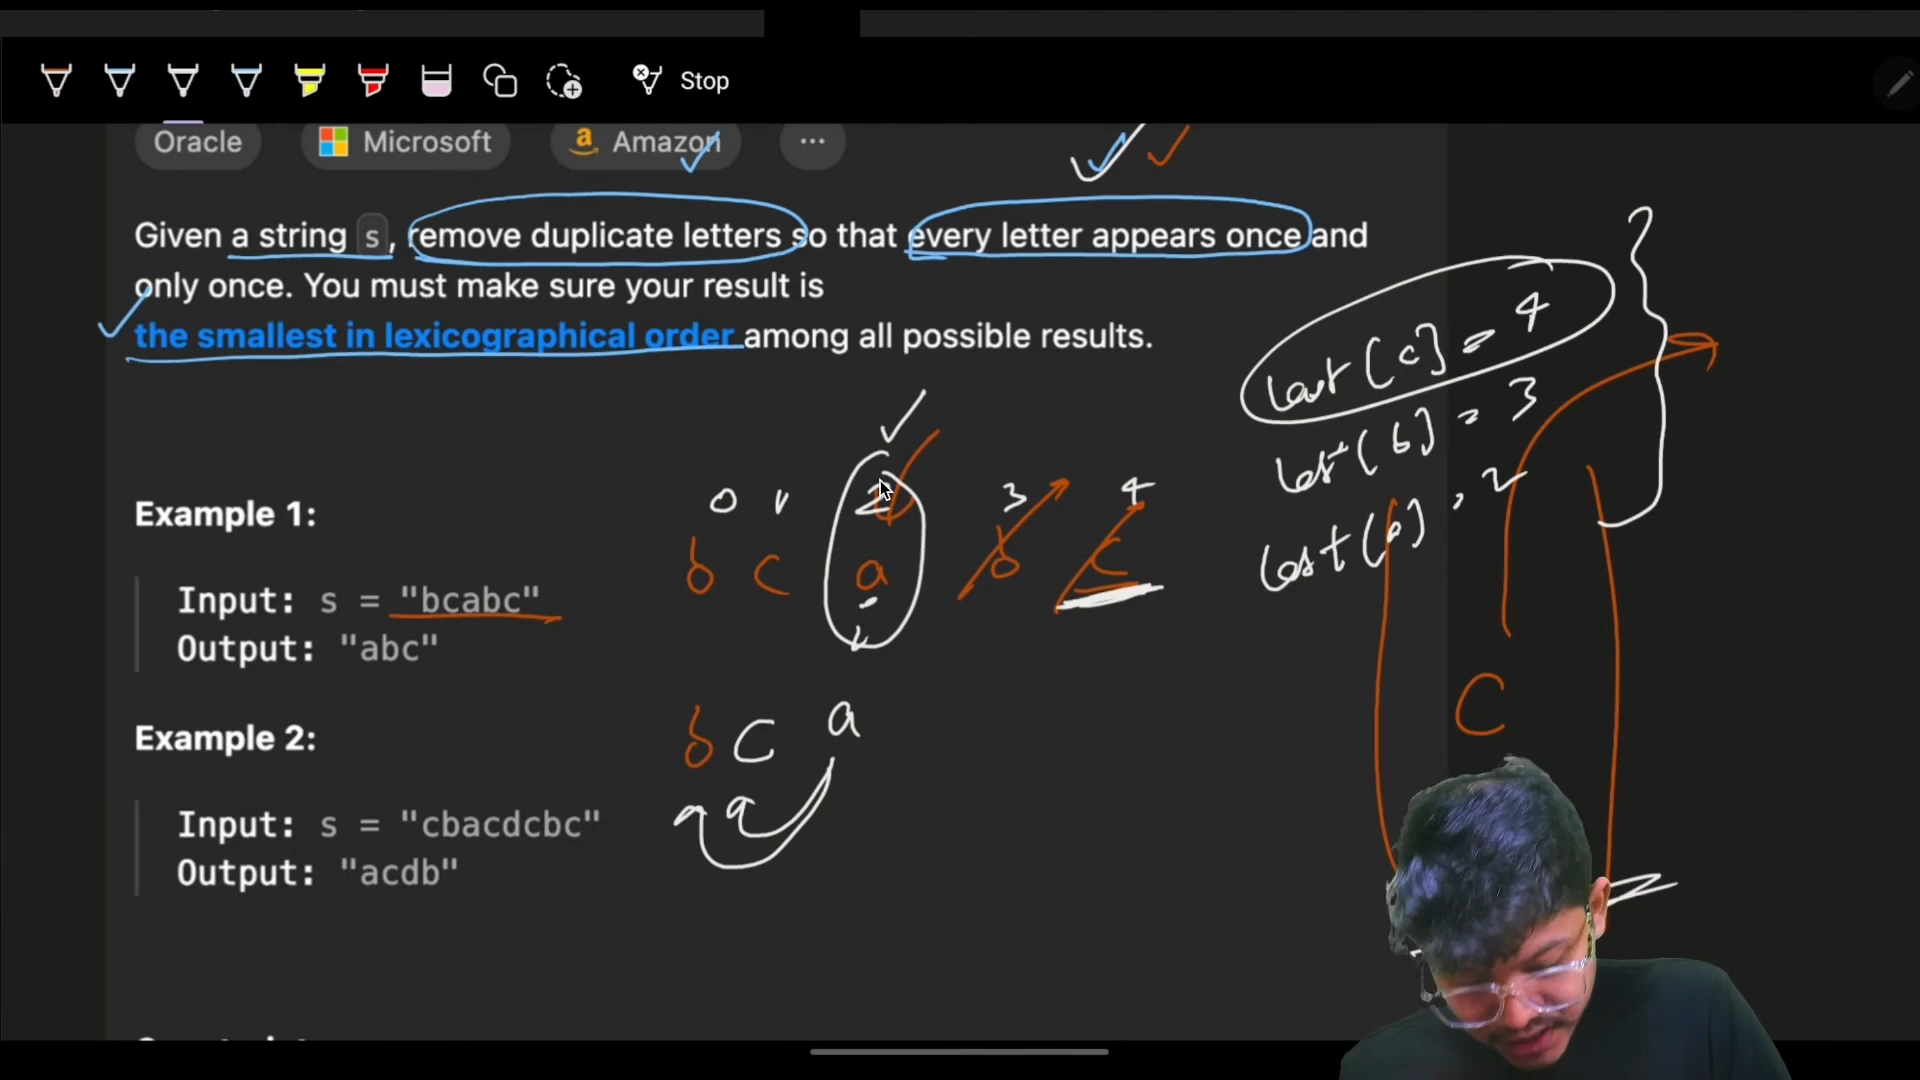 Stop
Oracle Microsoft Amazon ...
Given a string s, remove duplicate letters so that every letter appears once and
only once. You must make sure your result is
the smallest in lexicographical order among all possible results.
last [c] = 4
last [b] = 3
last [a] = 2
Example 1:
0 1 2 3 4
b c a b c
Input: s = "bcabc"
Output: "abc"
c
Example 2:
b c a
a a
Input: s = "cbacdcbc"
Output: "acdb"